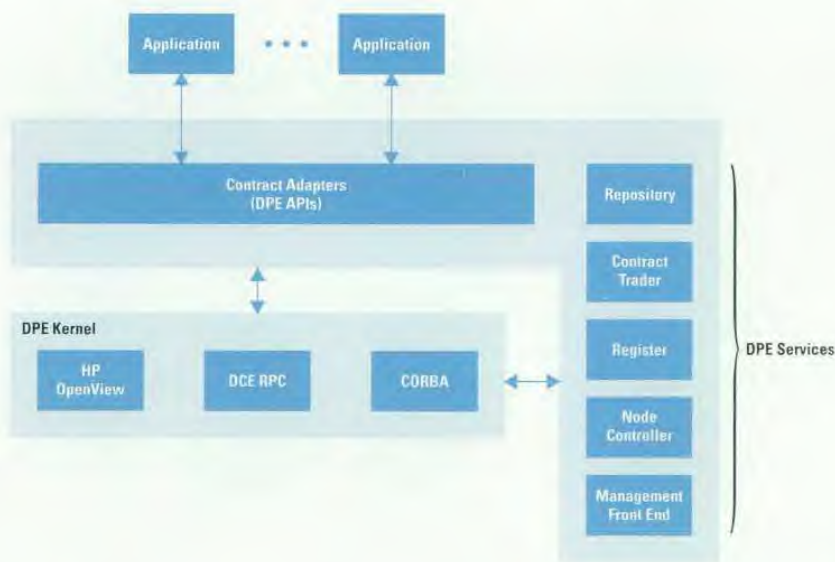 Application
• • •
Application
Contract Adapters
(DPE APIs)
Repository
Contract
Trader
DPE Kernel
HP
OpenView
DCE RPC
CORBA
Register
Node
Controller
Management
Front End
DPE Services